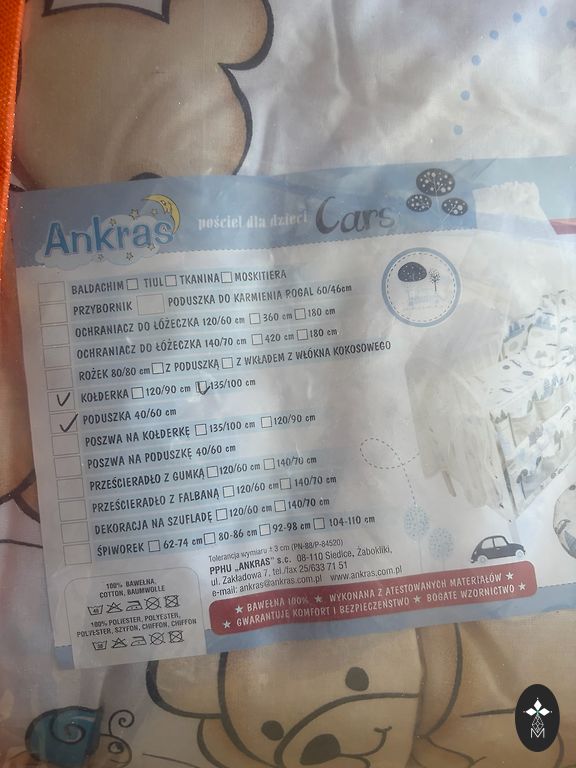 Ankras
pościel dla dzieci Cars
BALDACHIM TIUL TKANINA MOSKITIERA
PRZYBORNIK PODUSZKA DO KARMIENIA ROGAL 60/46cm
OCHRANIACZ DO ŁÓŻECZKA 120/60 cm 360 cm 180 cm
OCHRANIACZ DO ŁÓŻECZKA 140/70 cm 420 cm 180 cm
ROŻEK 80/80 cm Z PODUSZKĄ Z WKŁADEM Z WŁÓKNA KOKOSOWEGO
KOŁDERKA 120/90 cm 135/100 cm
PODUSZKA 40/60 cm
POSZWA NA KOŁDERKĘ 135/100 cm 120/90 cm
POSZWA NA PODUSZKĘ 40/60 cm
PRZEŚCIERADŁO Z GUMKĄ 120/60 cm 140/70 cm
PRZEŚCIERADŁO Z FALBANĄ 120/60 cm 140/70 cm
DEKORACJA NA SZUFLADĘ 120/60 cm 140/70 cm
ŚPIWOREK 62-74 cm 80-86 cm 92-98 cm 104-110 cm
Tolerancja wymiaru ± 3 cm (PN-88/P-84520)
PPHU „ANKRAS" s.c. 08-110 Siedlce, Żabokliki,
ul. Zakładowa 7, tel./fax 25/633 71 51
e-mail: ankras@ankras.com.pl www.ankras.com.pl
★ BAWEŁNA 100% ★ WYKONANA Z ATESTOWANYCH MATERIAŁÓW ★
★ GWARANTUJE KOMFORT I BEZPIECZEŃSTWO ★ BOGATE WZORNICTWO ★
100% BAWEŁNA,
COTTON, BAUMWOLLE
100% POLIESTER, POLYESTER,
POLYESTER, SZYFON, CHIFFON, CHIFFON
M